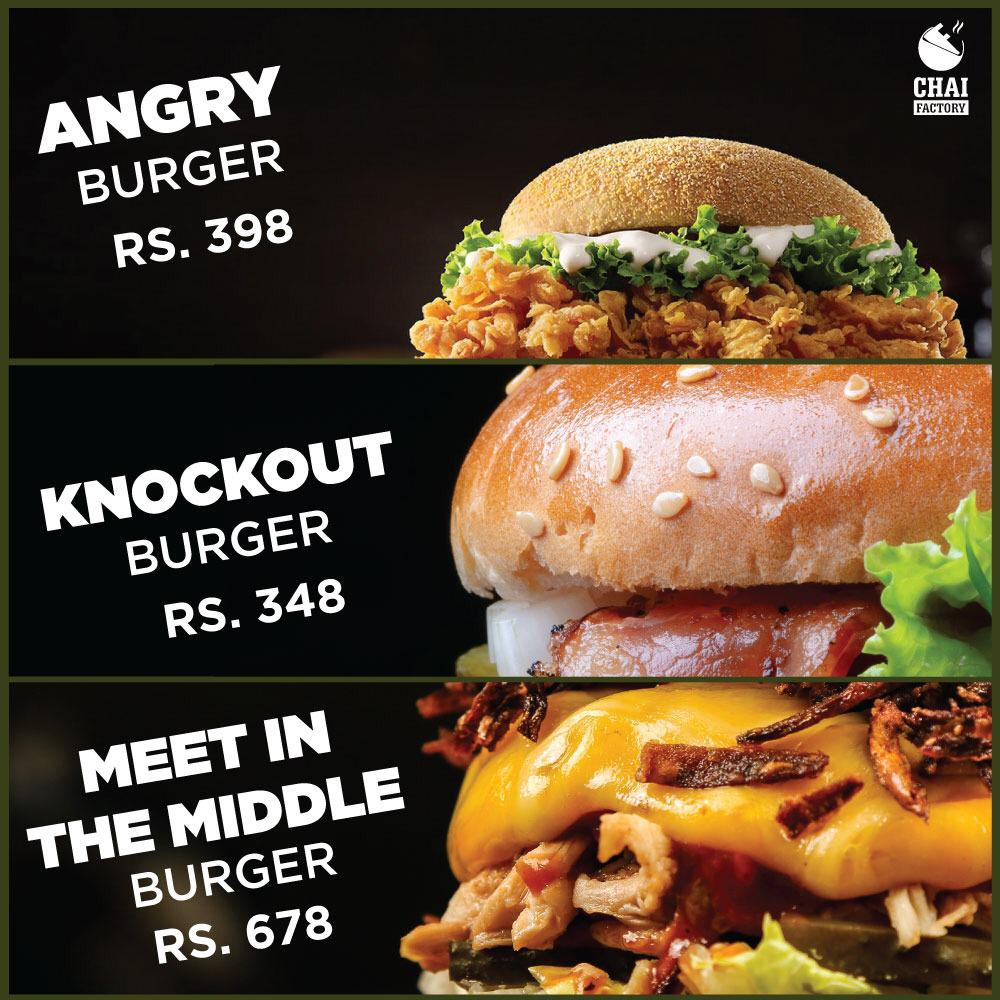 CHAI
FACTORY
ANGRY
BURGER
RS. 398
KNOCKOUT
BURGER
RS. 348
MEET IN
THE MIDDLE
BURGER
RS. 678